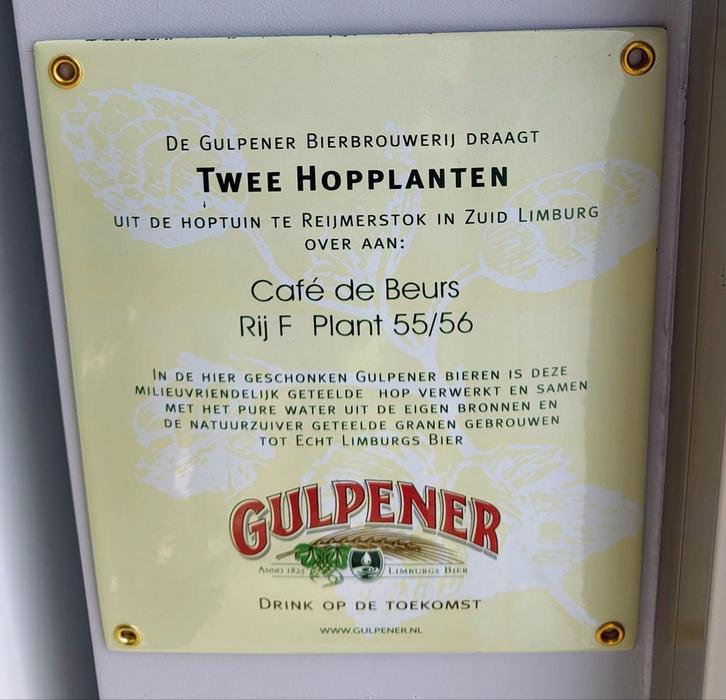 De Gulpener Bierbrouwerij draagt
Twee Hopplanten
uit de hoptuin te Reijmerstok in Zuid Limburg
over aan:
Café de Beurs
Rij F Plant 55/56
In de hier geschonken Gulpener bieren is deze
milieuvriendelijk geteelde hop verwerkt en samen
met het pure water uit de eigen bronnen en
de natuurzuiver geteelde granen gebrouwen
tot Echt Limburgs Bier
GULPENER
Anno 1825 Limburgs Bier
Drink op de toekomst
www.gulpener.nl